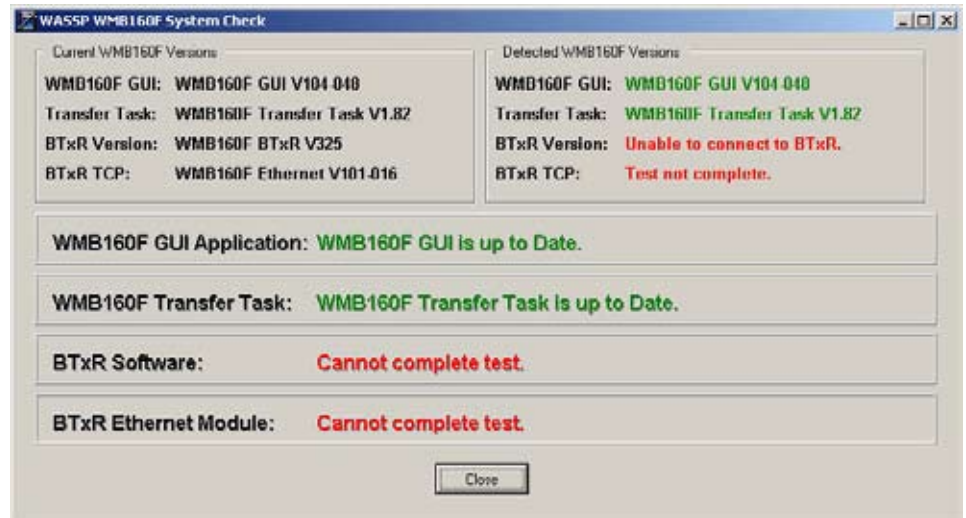 WASSP WMB160F System Check
Current WMB160F Versions
WMB160F GUI: WMB160F GUI V104-048
Transfer Task: WMB160F Transfer Task V1.82
BTxR Version: WMB160F BTxR V325
BTxR TCP: WMB160F Ethernet V101-016
Detected WMB160F Versions
WMB160F GUI: WMB160F GUI V104-048
Transfer Task: WMB160F Transfer Task V1.82
BTxR Version: Unable to connect to BTxR.
BTxR TCP: Test not complete.
WMB160F GUI Application: WMB160F GUI is up to Date.
WMB160F Transfer Task: WMB160F Transfer Task is up to Date.
BTxR Software: Cannot complete test.
BTxR Ethernet Module: Cannot complete test.
Close